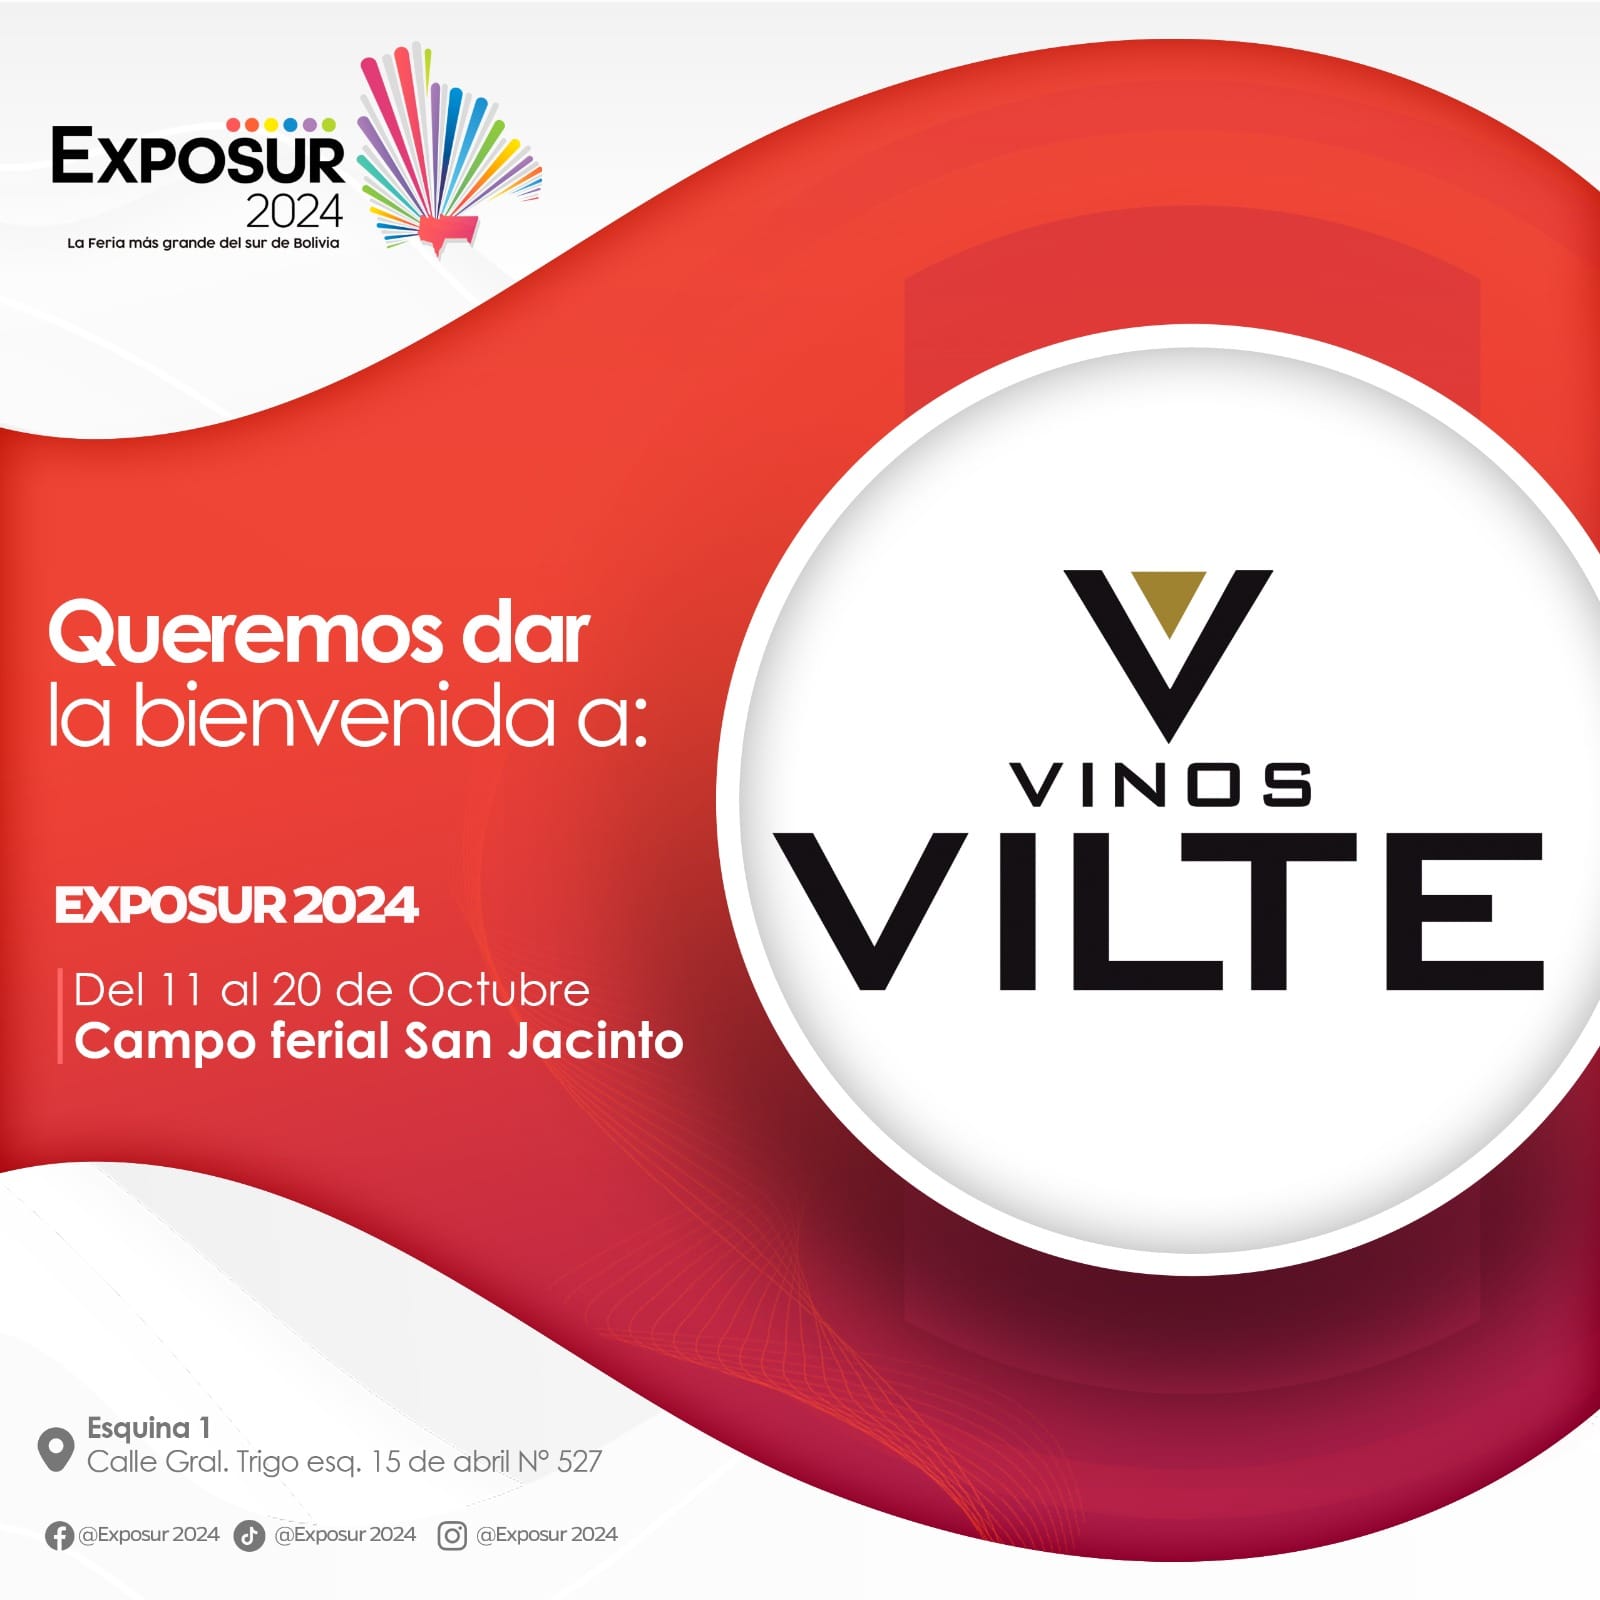 EXPOSUR
2024
La Feria más grande del sur de Bolivia
Queremos dar
la bienvenida a:
VINOS
VILTE
EXPOSUR 2024
Del 11 al 20 de Octubre
Campo ferial San Jacinto
Esquina 1
Calle Gral. Trigo esq. 15 de abril N° 527
@Exposur 2024 @Exposur 2024 @Exposur 2024